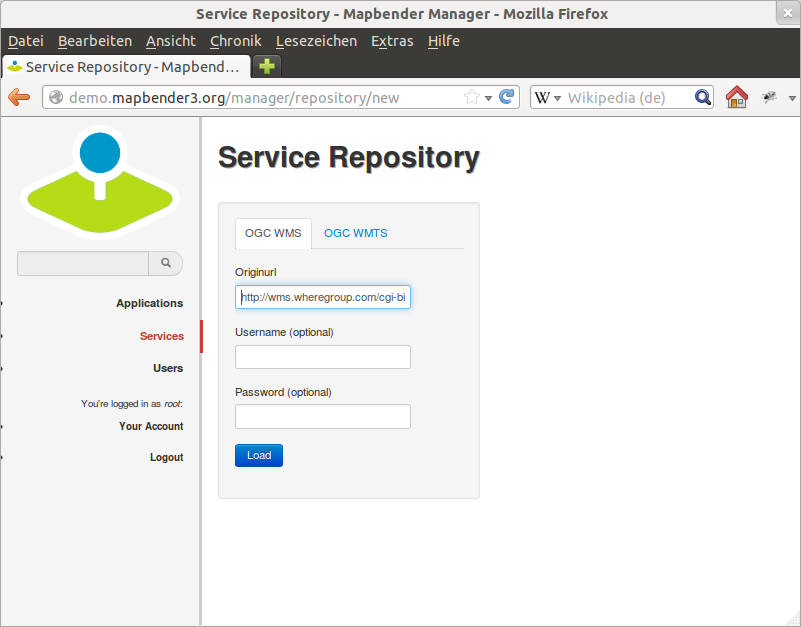 Service Repository - Mapbender Manager - Mozilla Firefox
Datei Bearbeiten Ansicht Chronik Lesezeichen Extras Hilfe
Service Repository - Mapbend...
demo.mapbender3.org/manager/repository/new
W Wikipedia (de)
Service Repository
OGC WMS OGC WMTS
Originurl
http://wms.wheregroup.com/cgi-bi
Username (optional)
Password (optional)
Load
Applications
Services
Users
You're logged in as root:
Your Account
Logout